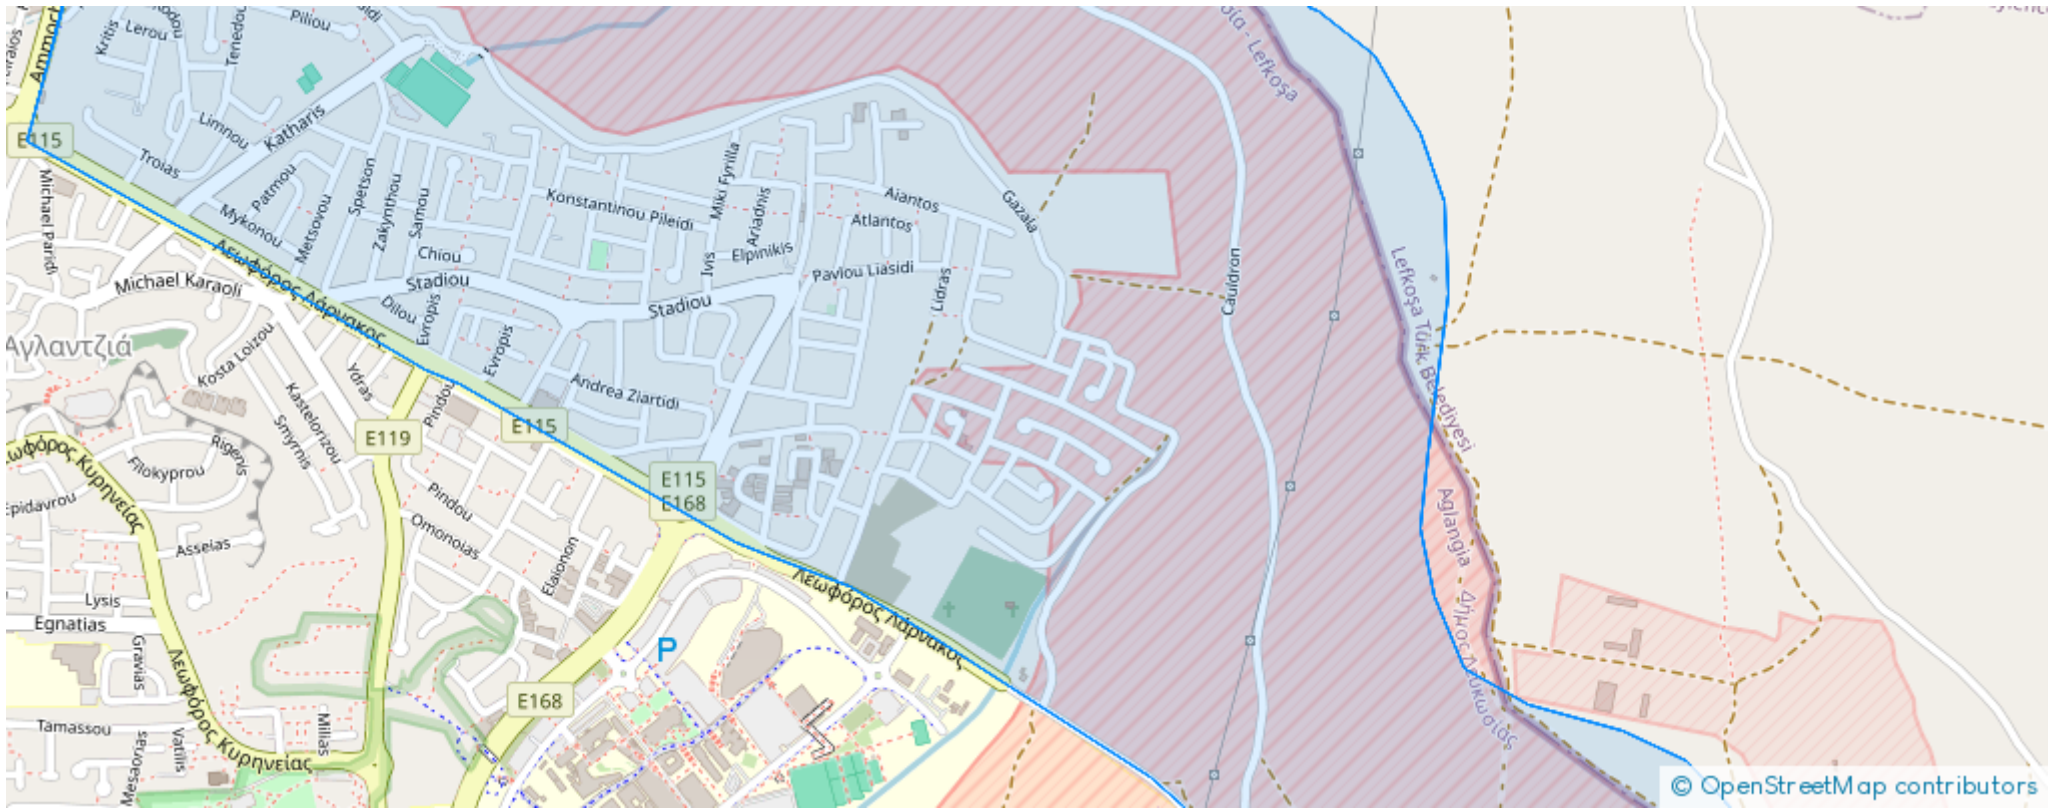 Piliou
Lerou
Kritis
Tenedou
Ammoch
E115
Limnou
Katharis
Troias
Patmou
Mykonou
Metsovou
Spetson
Zakynthou
Samou
Chiou
Konstantinou Pileidi
Miki Fyrilla
Ariadnis
Aiantos
Atlantos
Elpinikis
Ivis
Pavlou Liasidi
Lidras
Gazala
Cauldron
Lefkoşa
Lefkoşa Türk Belediyesi
Michael Paridi
Michael Karaoli
Λεωφόρος Λάρνακος
Stadiou
Stadiou
Dilou
Evropis
Evropis
Αγλαντζιά
Kosta Loizou
Ydras
Kastelorizou
Smyrnis
Pindou
Andrea Ziartidi
E119
E115
E115
E168
Rigenis
Filokyprou
Epidavrou
Λεωφόρος Κυρηνείας
Asseias
Pindou
Omonoias
Elaionon
Lysis
Egnatias
Gravias
Tamassou
Vatilis
Milias
Λεωφόρος Κυρηνείας
E168
P
Λεωφόρος Λάρνακος
Aglangia
Δήμος Λευκωσίας
© OpenStreetMap contributors